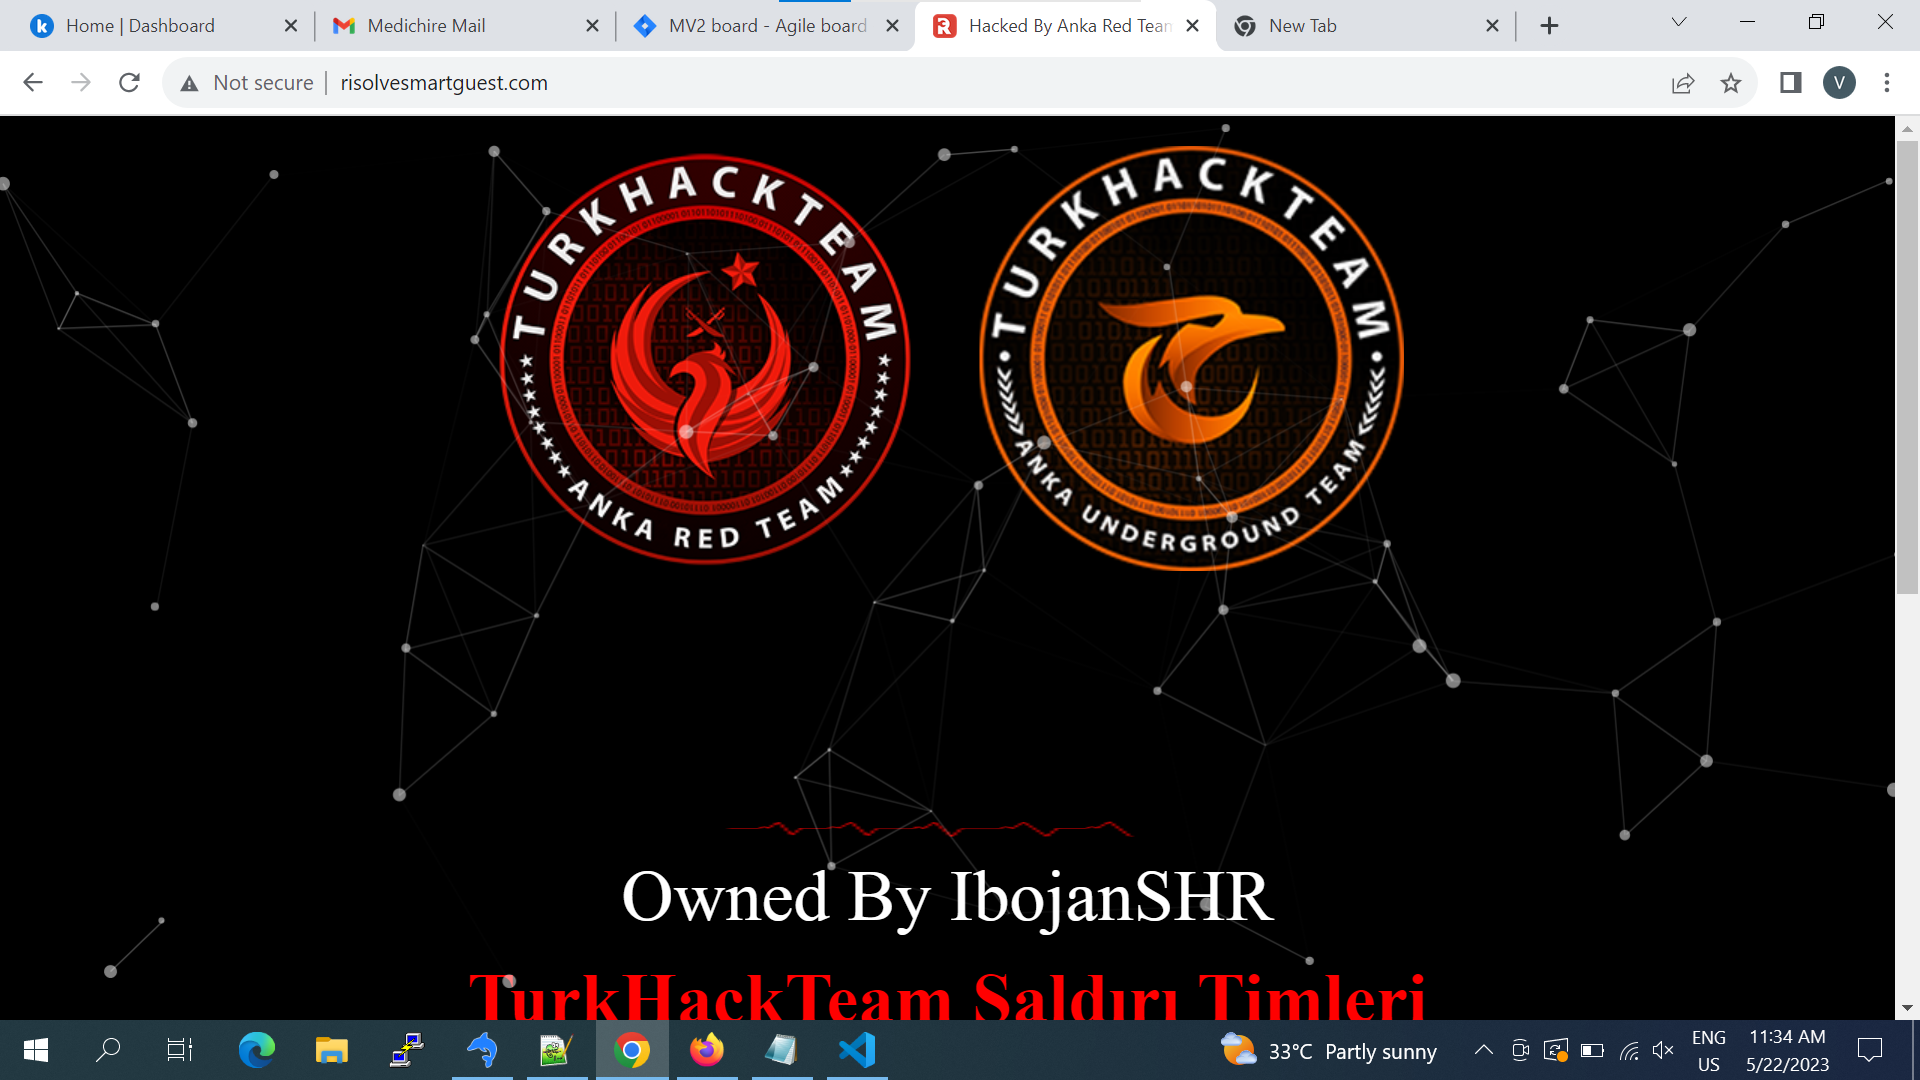 Home | Dashboard
Medichire Mail
MV2 board - Agile board
Hacked By Anka Red Tean
New Tab
Not secure
risolvesmartguest.com
V
TURKHACKTEAM
ANKA RED TEAM
TURKHACKTEAM
ANKA UNDERGROUND TEAM
Owned By IbojanSHR
TurkHackTeam Saldırı Timleri
33°C Partly sunny
ENG
US
11:34 AM
5/22/2023